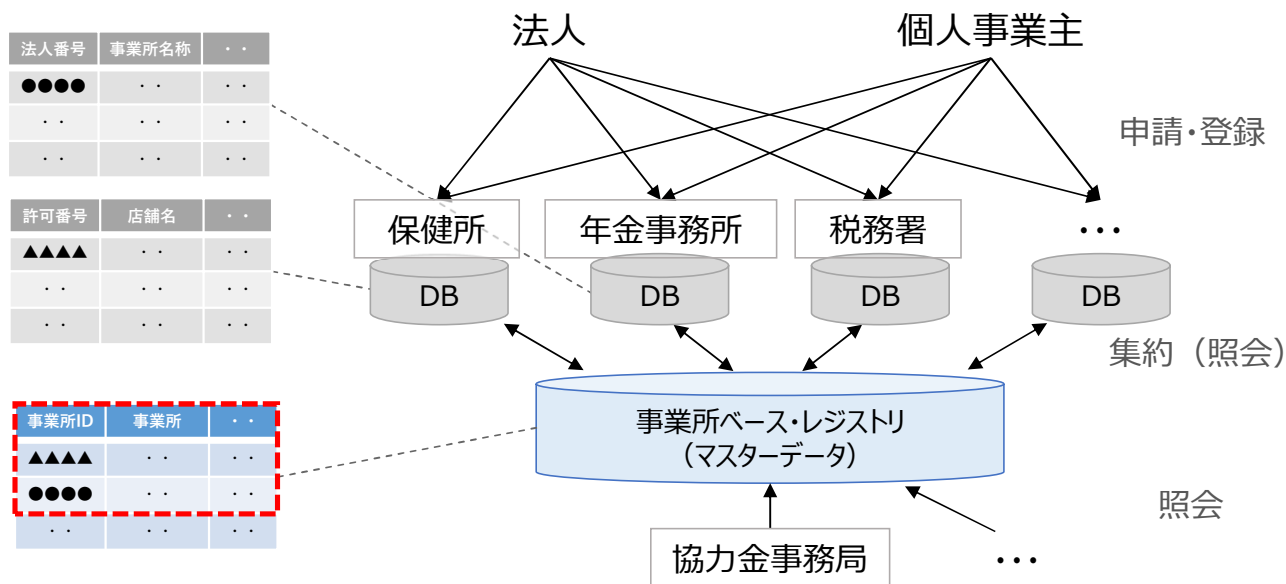 法人
個人事業主
申請・登録
法人番号 事業所名称 ・・
●●●● ・・ ・・
・・ ・・ ・・
・・ ・・ ・・
許可番号 店舗名 ・・
▲▲▲▲ ・・ ・・
・・ ・・ ・・
・・ ・・ ・・
保健所
年金事務所
税務署
…
DB
DB
DB
DB
集約（照会）
事業所ID 事業所 ・・
▲▲▲▲ ・・ ・・
●●●● ・・ ・・
・・ ・・ ・・
事業所ベース・レジストリ
（マスターデータ）
照会
協力金事務局
…